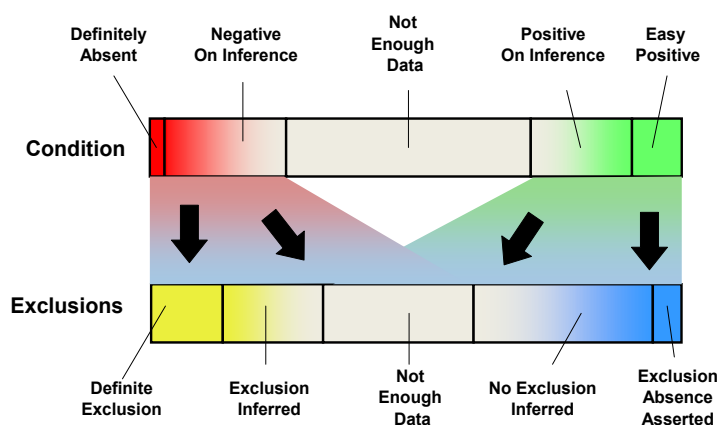 Definitely
Absent
Negative
On Inference
Not
Enough
Data
Positive
On Inference
Easy
Positive
Condition
Exclusions
Definite
Exclusion
Exclusion
Inferred
Not
Enough
Data
No Exclusion
Inferred
Exclusion
Absence
Asserted